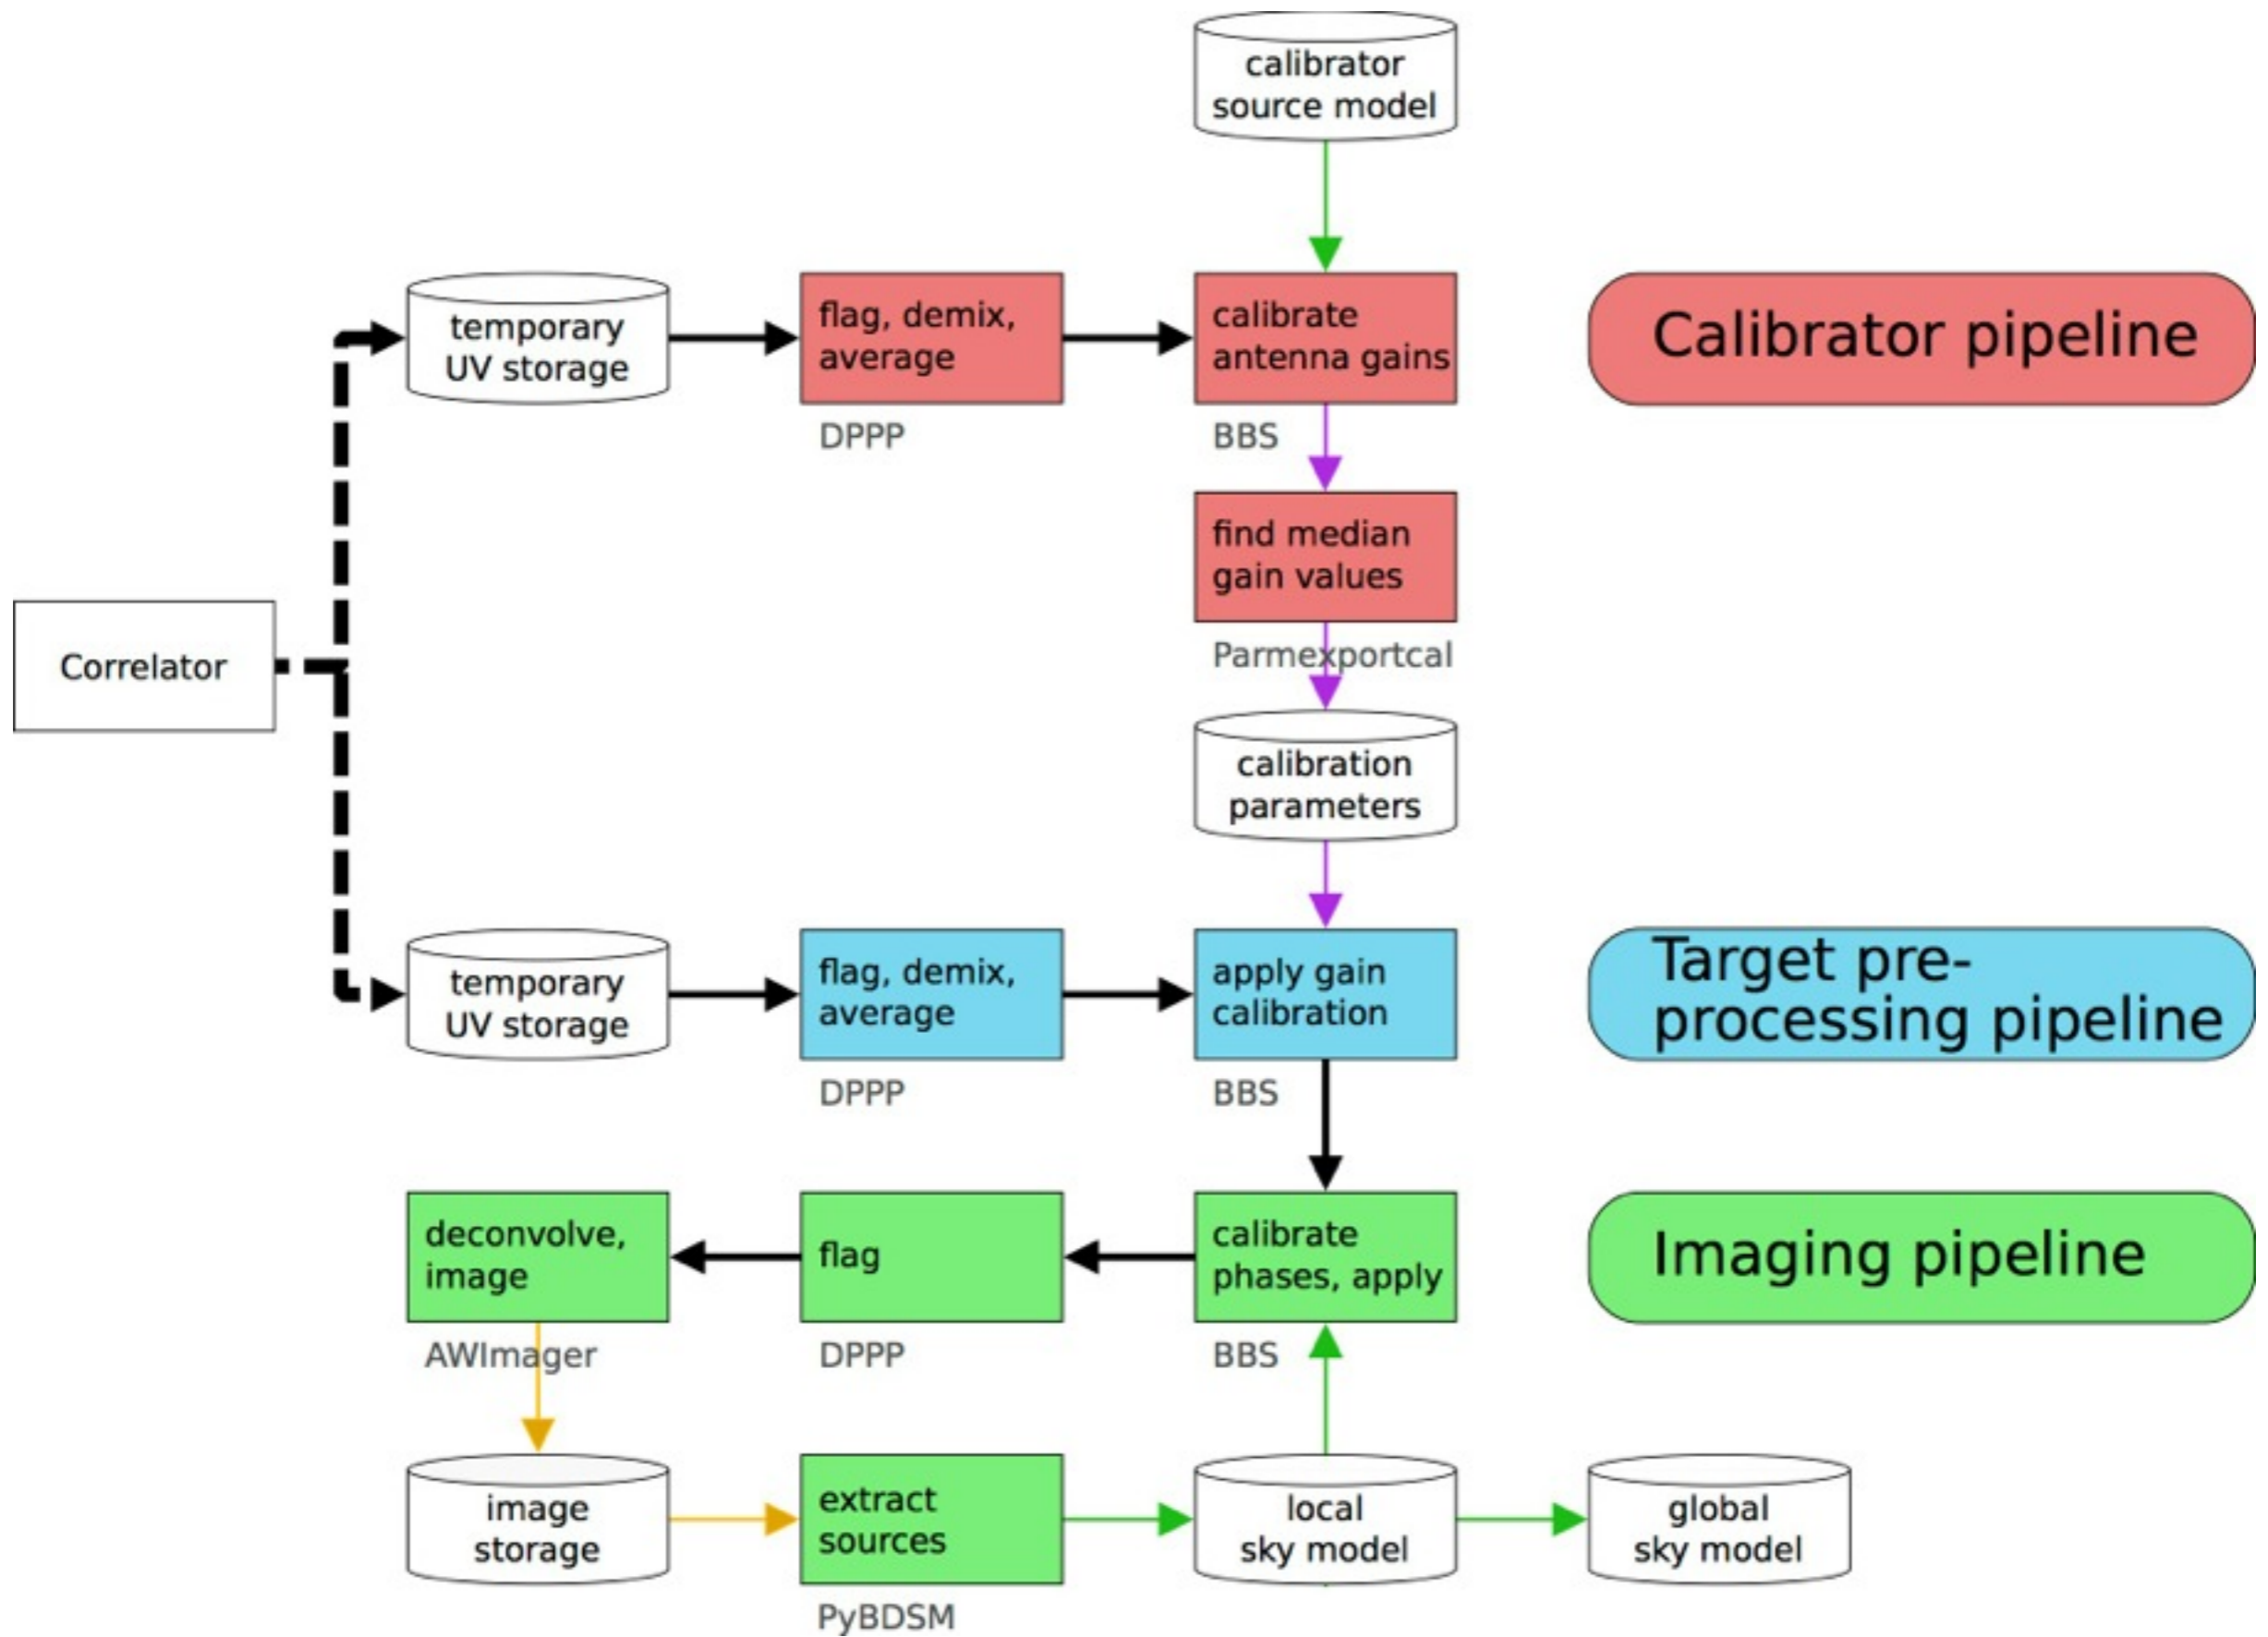 calibrator
source model
temporary
UV storage
flag, demix,
average
DPPP
calibrate
antenna gains
BBS
Calibrator pipeline
find median
gain values
Parmexportcal
Correlator
calibration
parameters
temporary
UV storage
flag, demix,
average
DPPP
apply gain
calibration
BBS
Target pre-
processing pipeline
deconvolve,
image
AWImager
flag
DPPP
calibrate
phases, apply
BBS
Imaging pipeline
image
storage
extract
sources
PyBDSM
local
sky model
global
sky model